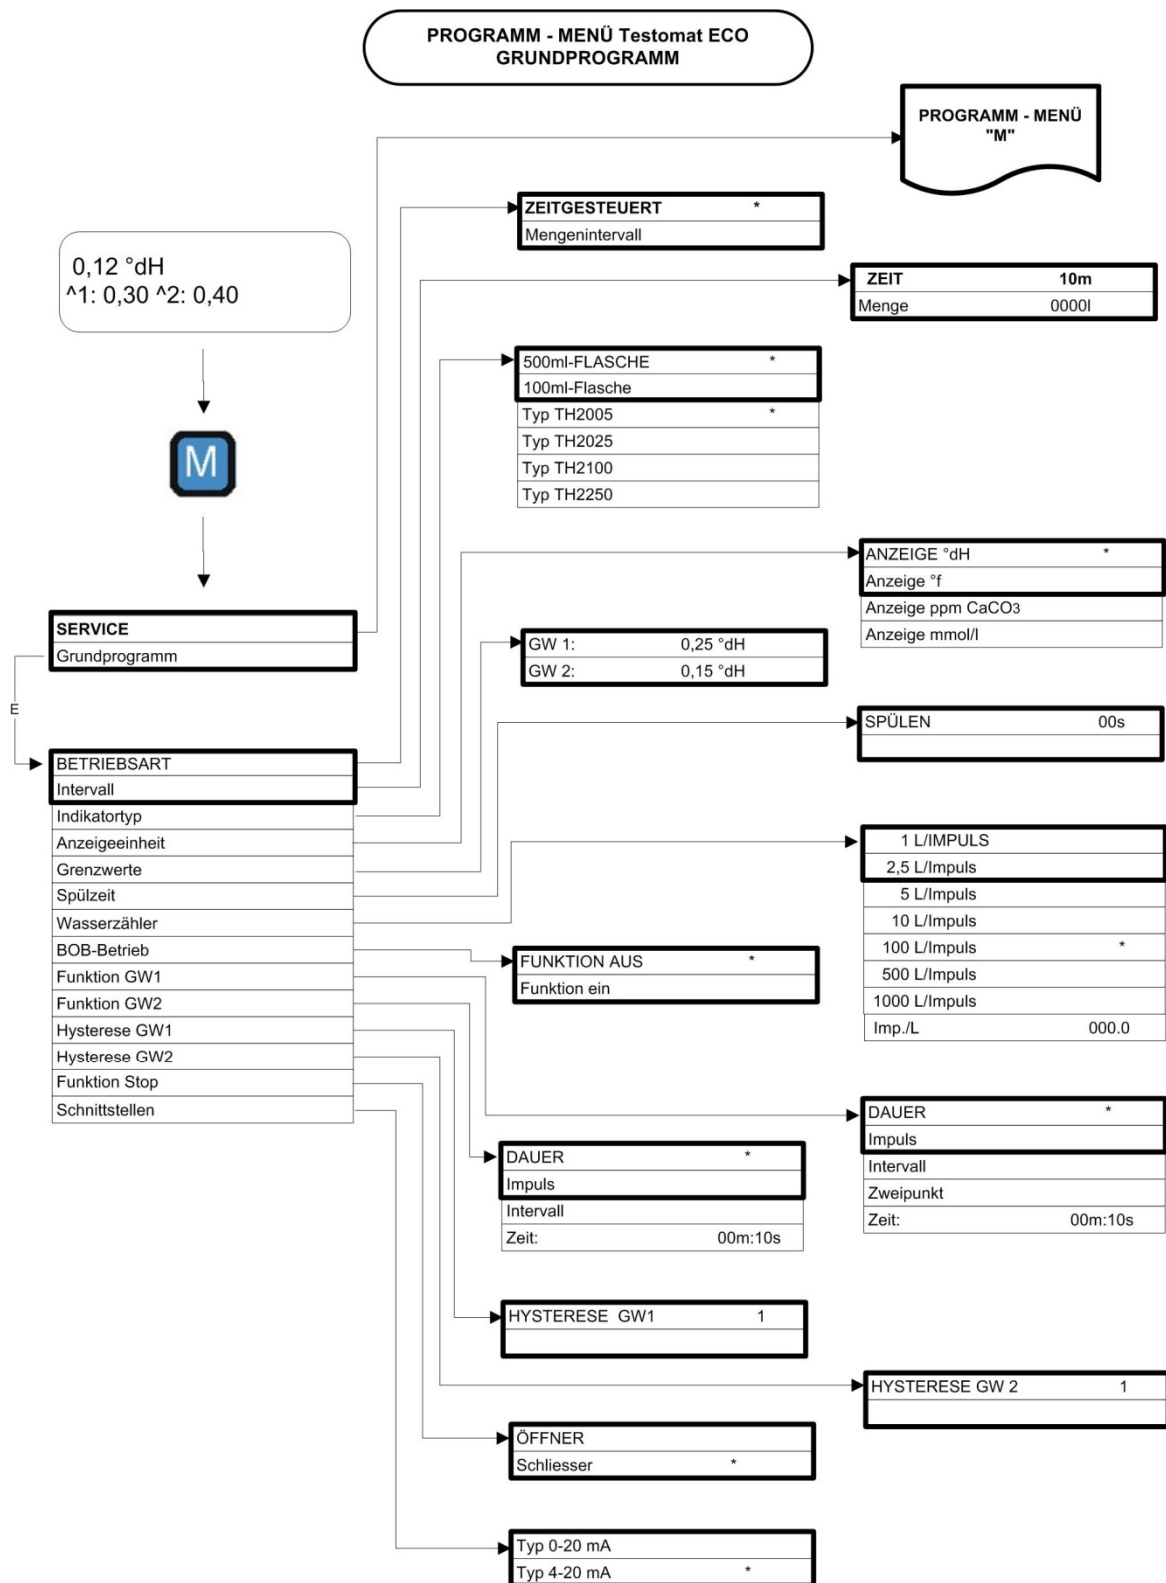 PROGRAMM - MENÜ Testomat ECO
GRUNDPROGRAMM
PROGRAMM - MENÜ
"M"
ZEITGESTEUERT *
Mengenintervall
0,12 °dH
^1: 0,30 ^2: 0,40
ZEIT 10m
Menge 0000l
500ml-FLASCHE *
100ml-Flasche
Typ TH2005 *
Typ TH2025
Typ TH2100
Typ TH2250
M
ANZEIGE °dH *
Anzeige °f
Anzeige ppm CaCO3
Anzeige mmol/l
SERVICE
Grundprogramm
GW 1: 0,25 °dH
GW 2: 0,15 °dH
E
SPÜLEN 00s
BETRIEBSART
Intervall
Indikatortyp
Anzeigeeinheit
Grenzwerte
Spülzeit
Wasserzähler
BOB-Betrieb
Funktion GW1
Funktion GW2
Hysterese GW1
Hysterese GW2
Funktion Stop
Schnittstellen
1 L/IMPULS
2,5 L/Impuls
5 L/Impuls
10 L/Impuls
100 L/Impuls *
500 L/Impuls
1000 L/Impuls
Imp./L 000.0
FUNKTION AUS *
Funktion ein
DAUER *
Impuls
Intervall
Zweipunkt
Zeit: 00m:10s
DAUER *
Impuls
Intervall
Zeit: 00m:10s
HYSTERESE GW1 1
HYSTERESE GW 2 1
ÖFFNER
Schliesser *
Typ 0-20 mA
Typ 4-20 mA *